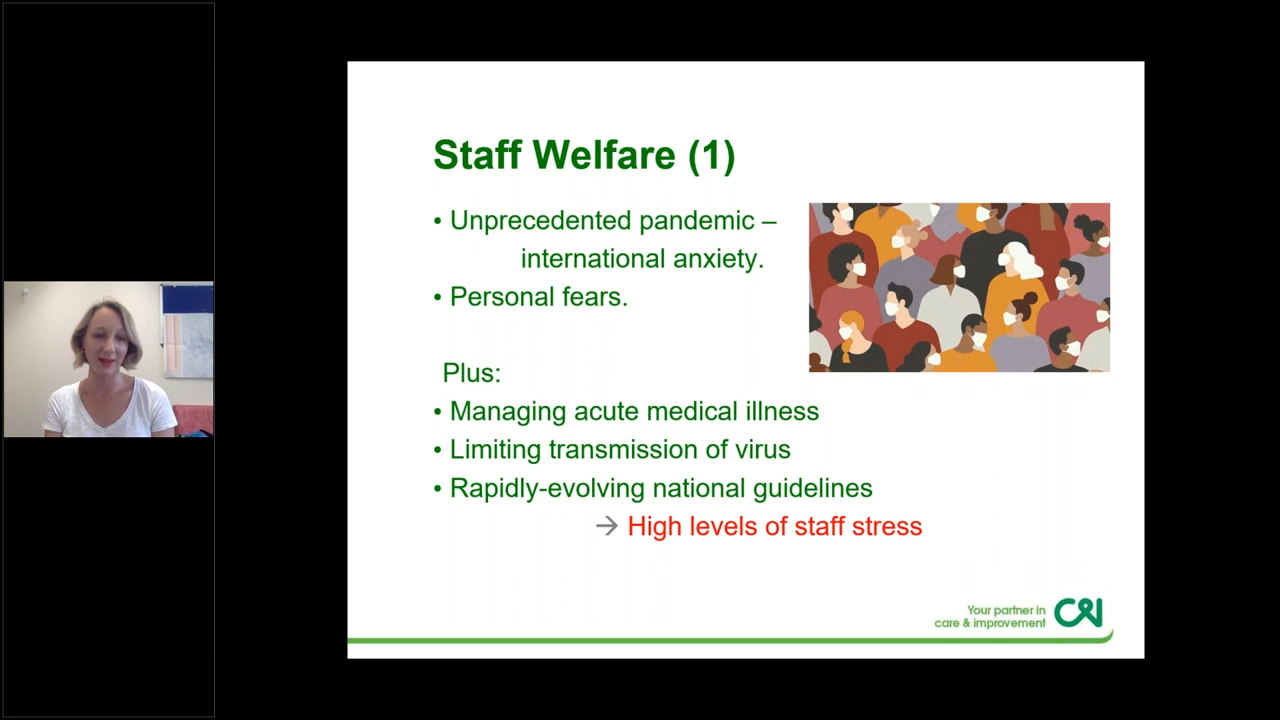 Staff Welfare (1)
• Unprecedented pandemic –
international anxiety.
• Personal fears.
Plus:
• Managing acute medical illness
• Limiting transmission of virus
• Rapidly-evolving national guidelines
→ High levels of staff stress
Your partner in
care & improvement
C&I